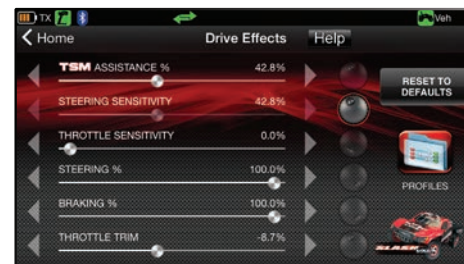 TX Veh
Home Drive Effects Help
TSM ASSISTANCE % 42.8%
STEERING SENSITIVITY 42.8%
THROTTLE SENSITIVITY 0.0%
STEERING % 100.0%
BRAKING % 100.0%
THROTTLE TRIM -8.7%
RESET TO
DEFAULTS
PROFILES
SLASH